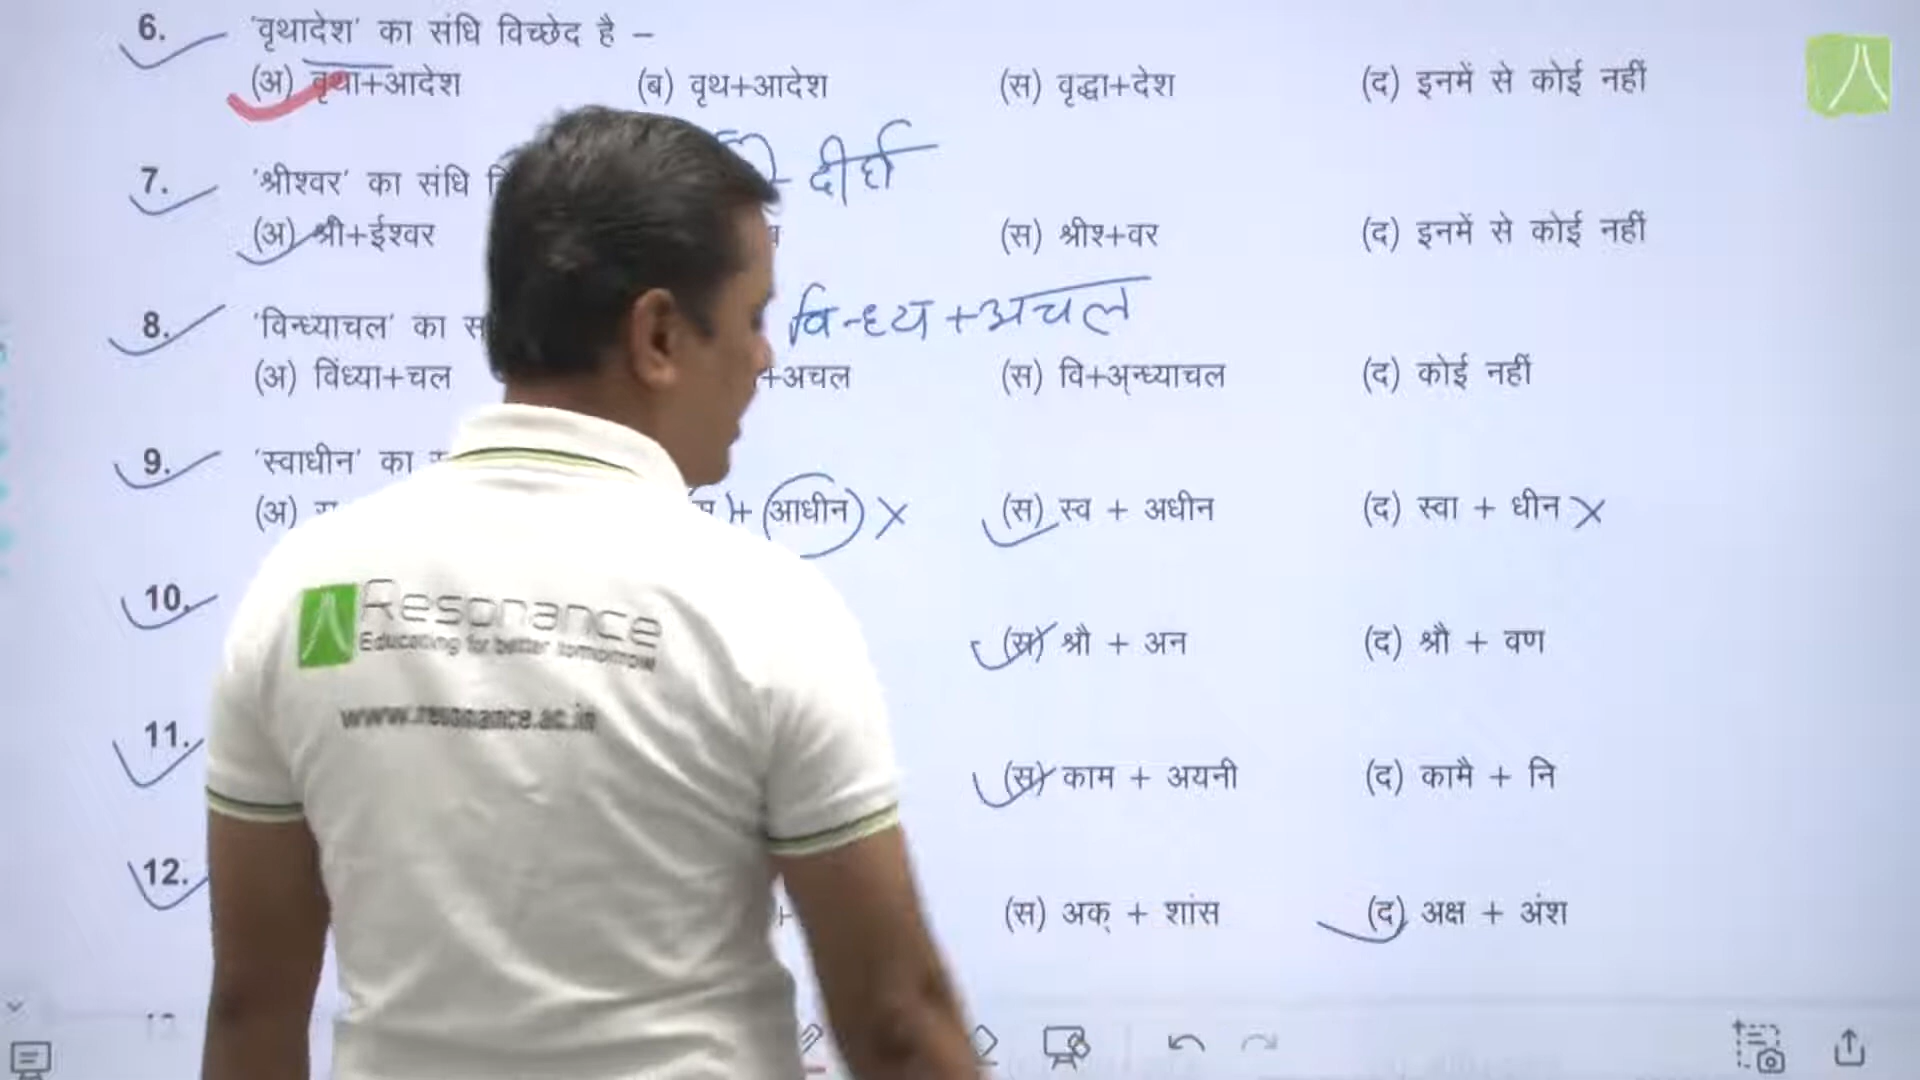 6. 'वृथादेश' का संधि विच्छेद है –
(अ) वृथा+आदेश (ब) वृथ+आदेश (स) वृद्धा+देश (द) इनमें से कोई नहीं
दीर्घ
7. 'श्रीश्वर' का संधि
(अ) श्री+ईश्वर (स) श्रीश+वर (द) इनमें से कोई नहीं
8. 'विन्ध्याचल' का विन्ध्य + अचल
(अ) विंध्या+चल +अचल (स) वि+अ्न्ध्याचल (द) कोई नहीं
9. 'स्वाधीन' का
(अ) + आधीन × (स) स्व + अधीन (द) स्वा + धीन ×
10.
(स) श्रौ + अन (द) श्रौ + वण
11.
(स) काम + अयनी (द) कामै + नि
12.
+ (स) अक् + शांस (द) अक्ष + अंश
Resonance
Educating for better tomorrow
www.resonance.ac.in